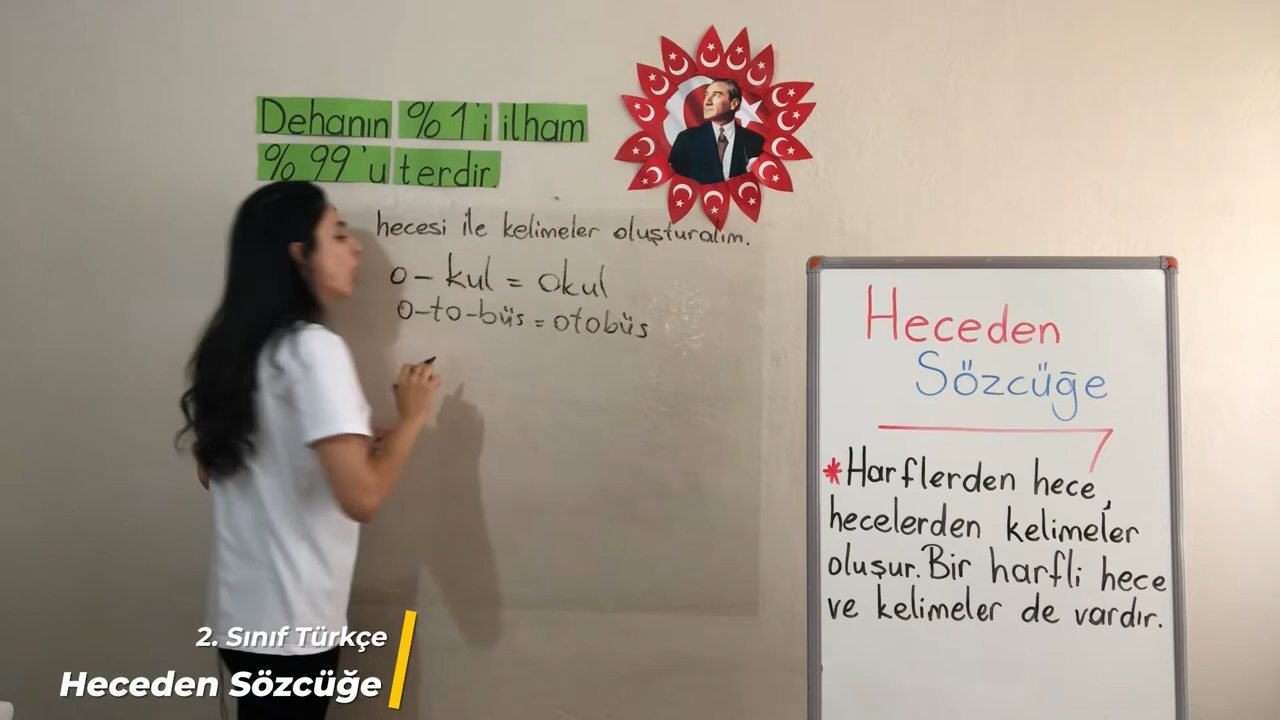 Dehanın %1'i ilham
%99'u terdir.
hecesi ile kelimeler oluşturalım.
o-kul = okul
o-to-büs = otobüs
Heceden
Sözcüğe
*Harflerden hece,
hecelerden kelimeler
oluşur. Bir harfli hece
ve kelimeler de vardır.
2. Sınıf Türkçe
Heceden Sözcüğe